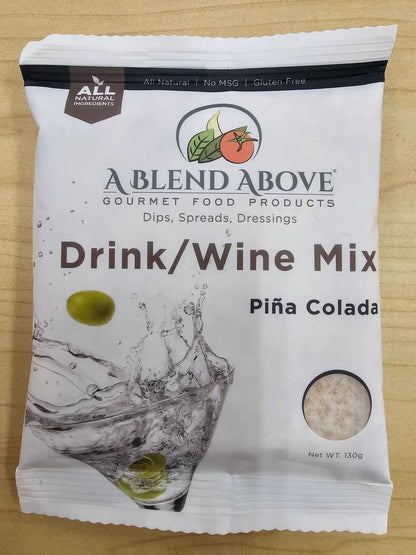 ALL
NATURAL
INGREDIENTS
All Natural | No MSG | Gluten Free
A BLEND ABOVE®
GOURMET FOOD PRODUCTS
Dips, Spreads, Dressings
Drink/Wine Mix
Piña Colada
NET WT. 130g